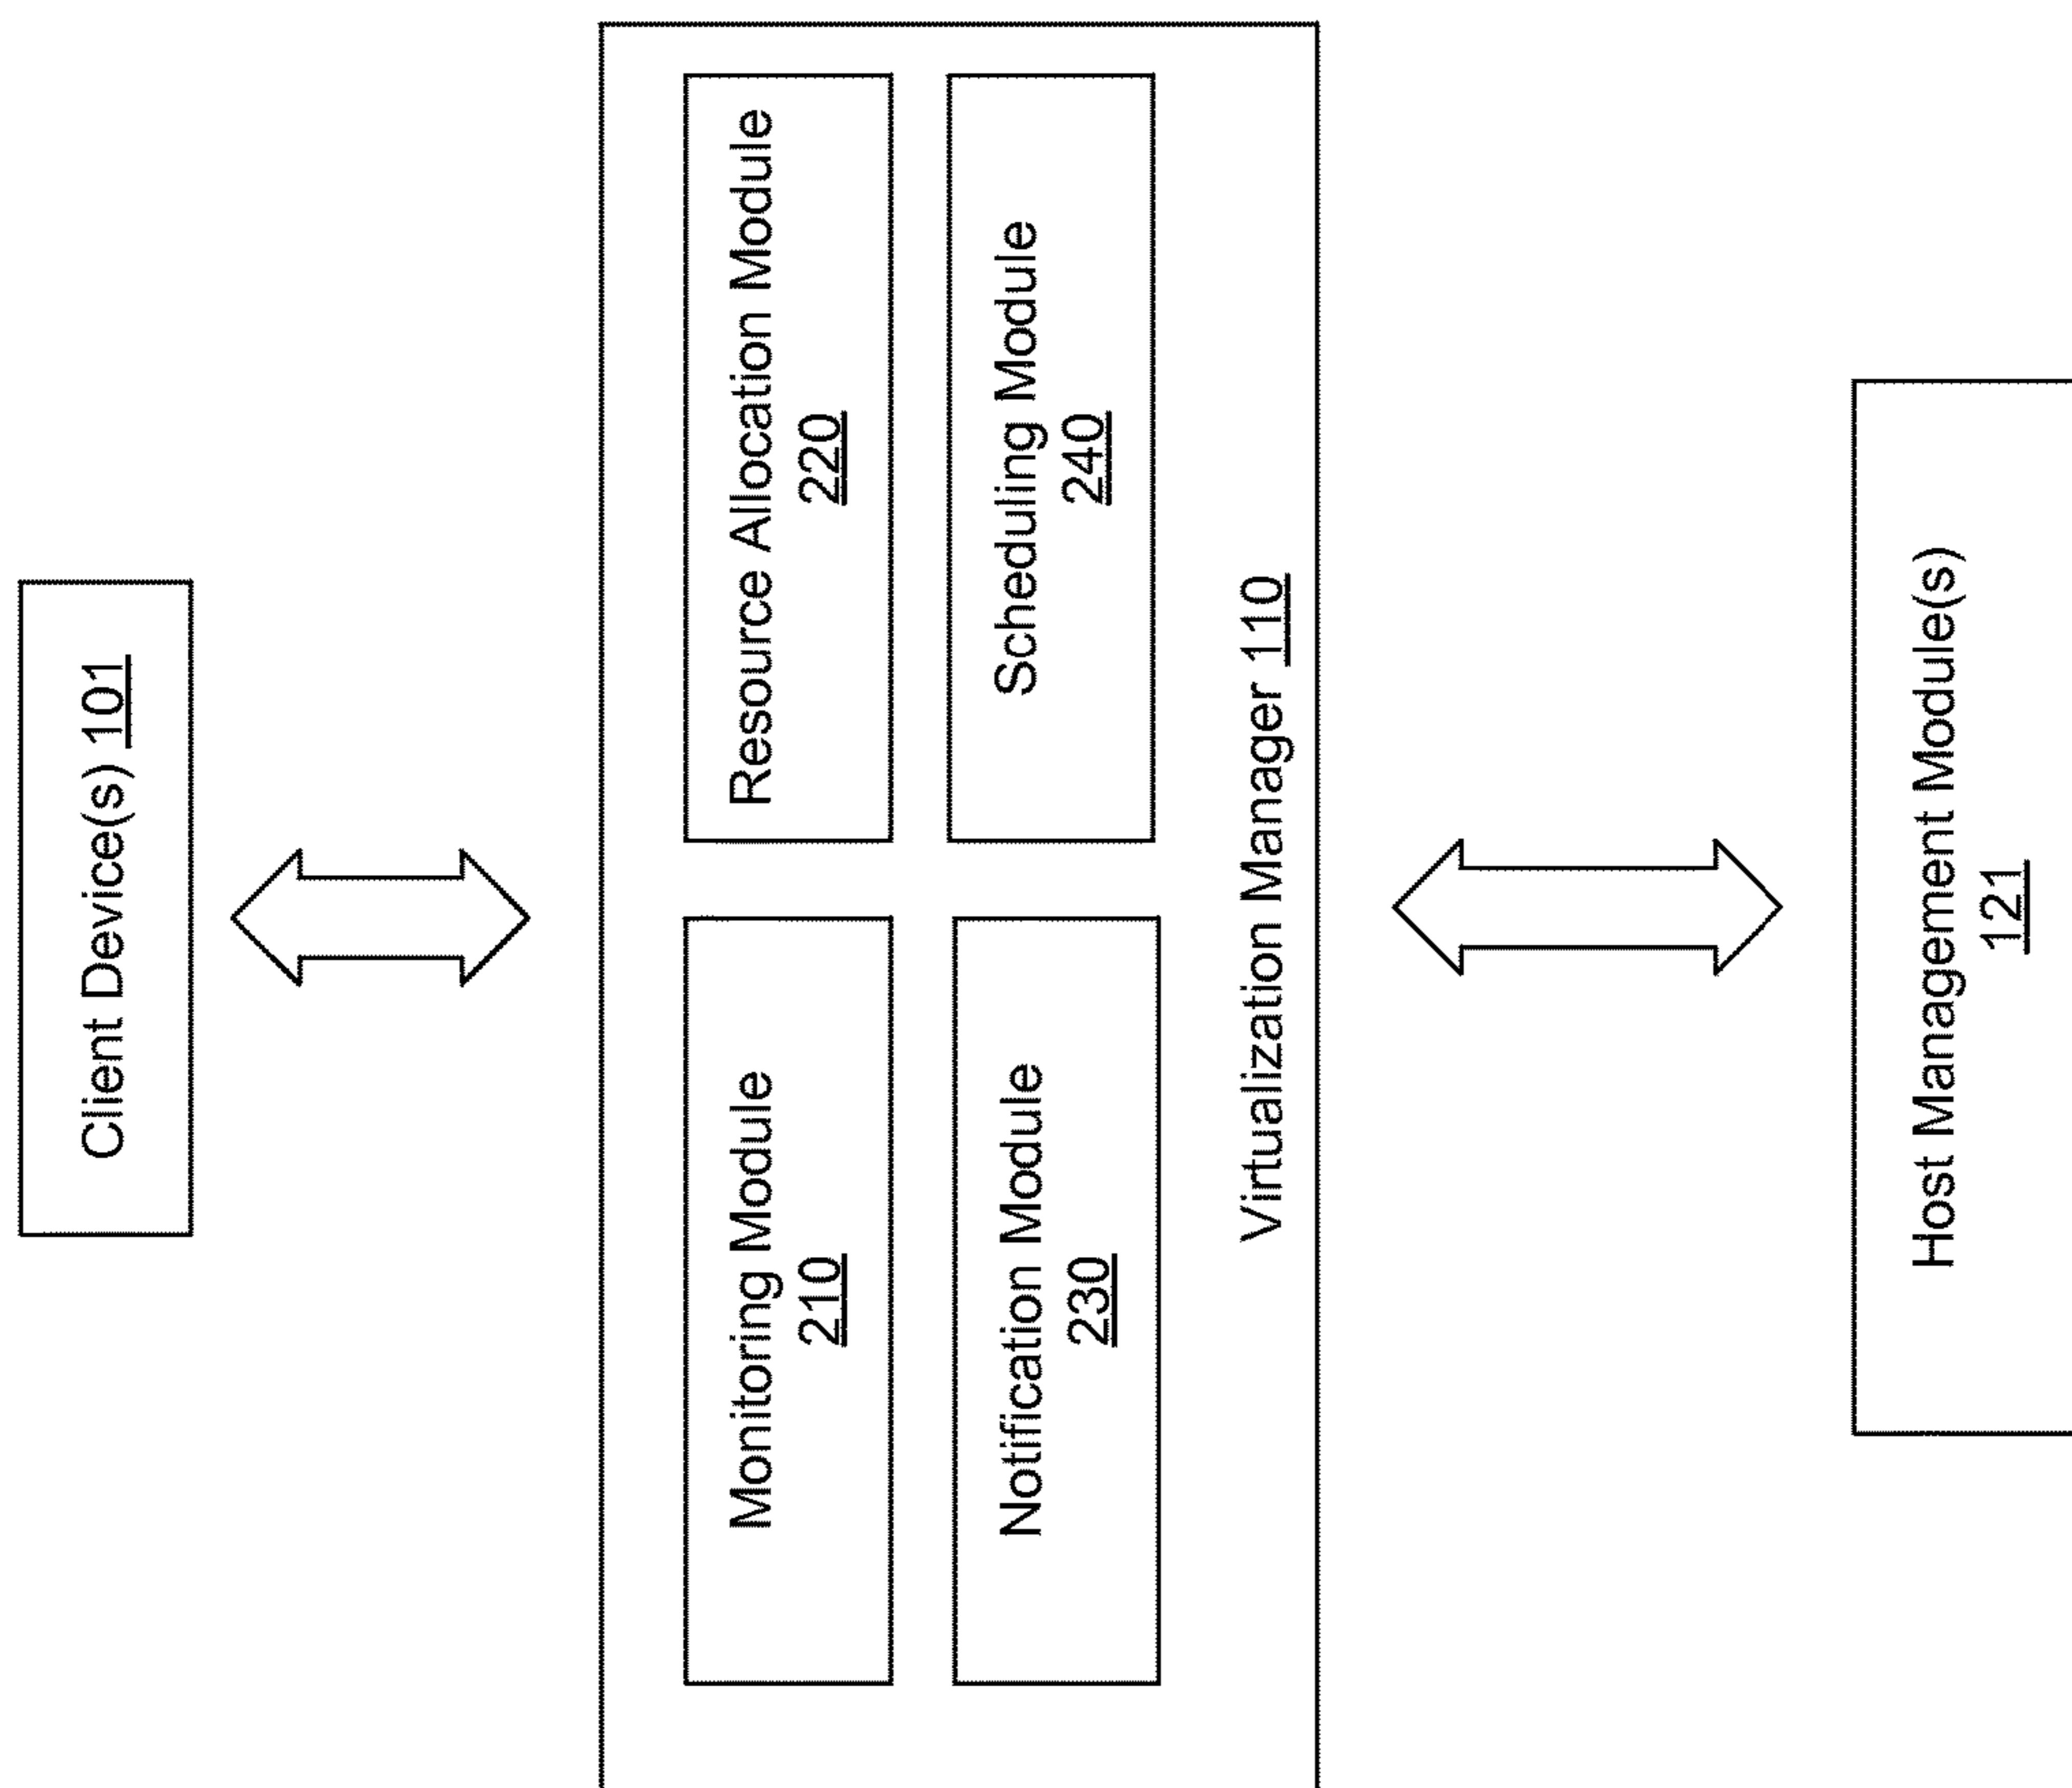 Client Device(s) 101
Monitoring Module
210
Resource Allocation Module
220
Notification Module
230
Scheduling Module
240
Virtualization Manager 110
Host Management Module(s)
121